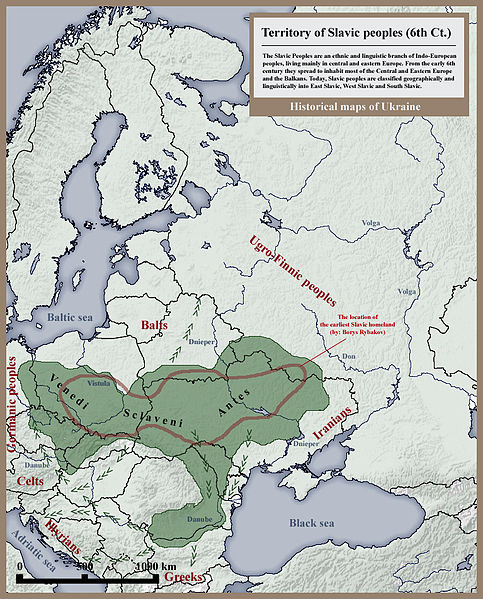 Territory of Slavic peoples (6th Ct.)
The Slavic Peoples are an ethnic and linguistic branch of Indo-European
peoples, living mainly in central and eastern Europe. From the early 6th
century they spread to inhabit most of the Central and Eastern Europe
and the Balkans. Today, Slavic peoples are classified geographically and
linguistically into East Slavic, West Slavic and South Slavic.
Historical maps of Ukraine
Volga
Ugro-Finnic peoples
Volga
Baltic sea
Balts
The location of
the earliest Slavic homeland
(by: Borys Rybakov)
Dnieper
Don
Germanic peoples
Venedi
Vistula
Sclaveni
Antes
Iranians
Dnieper
Danube
Celts
Illyrians
Danube
Black sea
Adriatic sea
0 500 1000 km
Greeks